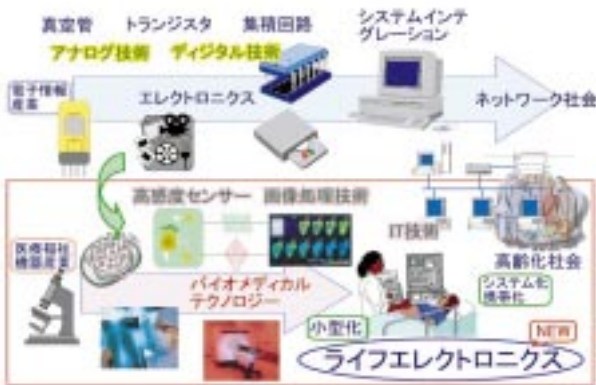 真空管
トランジスタ
集積回路
システムインテ
グレーション
アナログ技術
ディジタル技術
電子情報
産業
エレクトロニクス
ネットワーク社会
高感度センサー
画像処理技術
IT技術
医療福祉
機器産業
高齢化社会
バイオメディカル
テクノロジー
システム化
携帯化
小型化
NEW
ライフエレクトロニクス